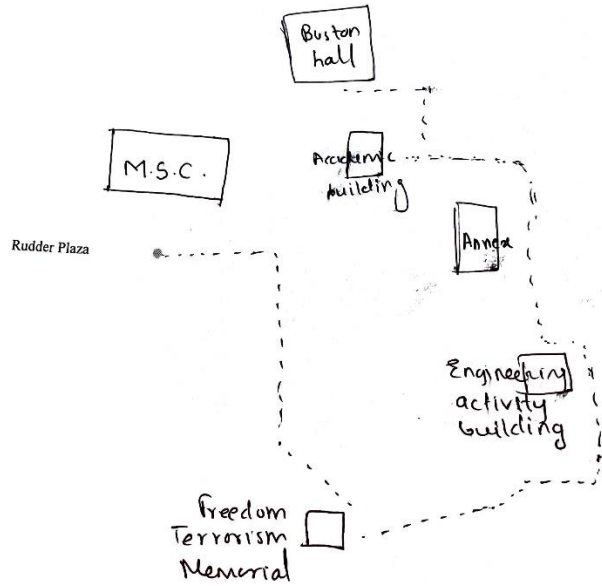 Buston
hall
M.S.C.
Academic
building
Rudder Plaza
Annex
Engineering
activity
building
Freedom
Terrorism
Memorial